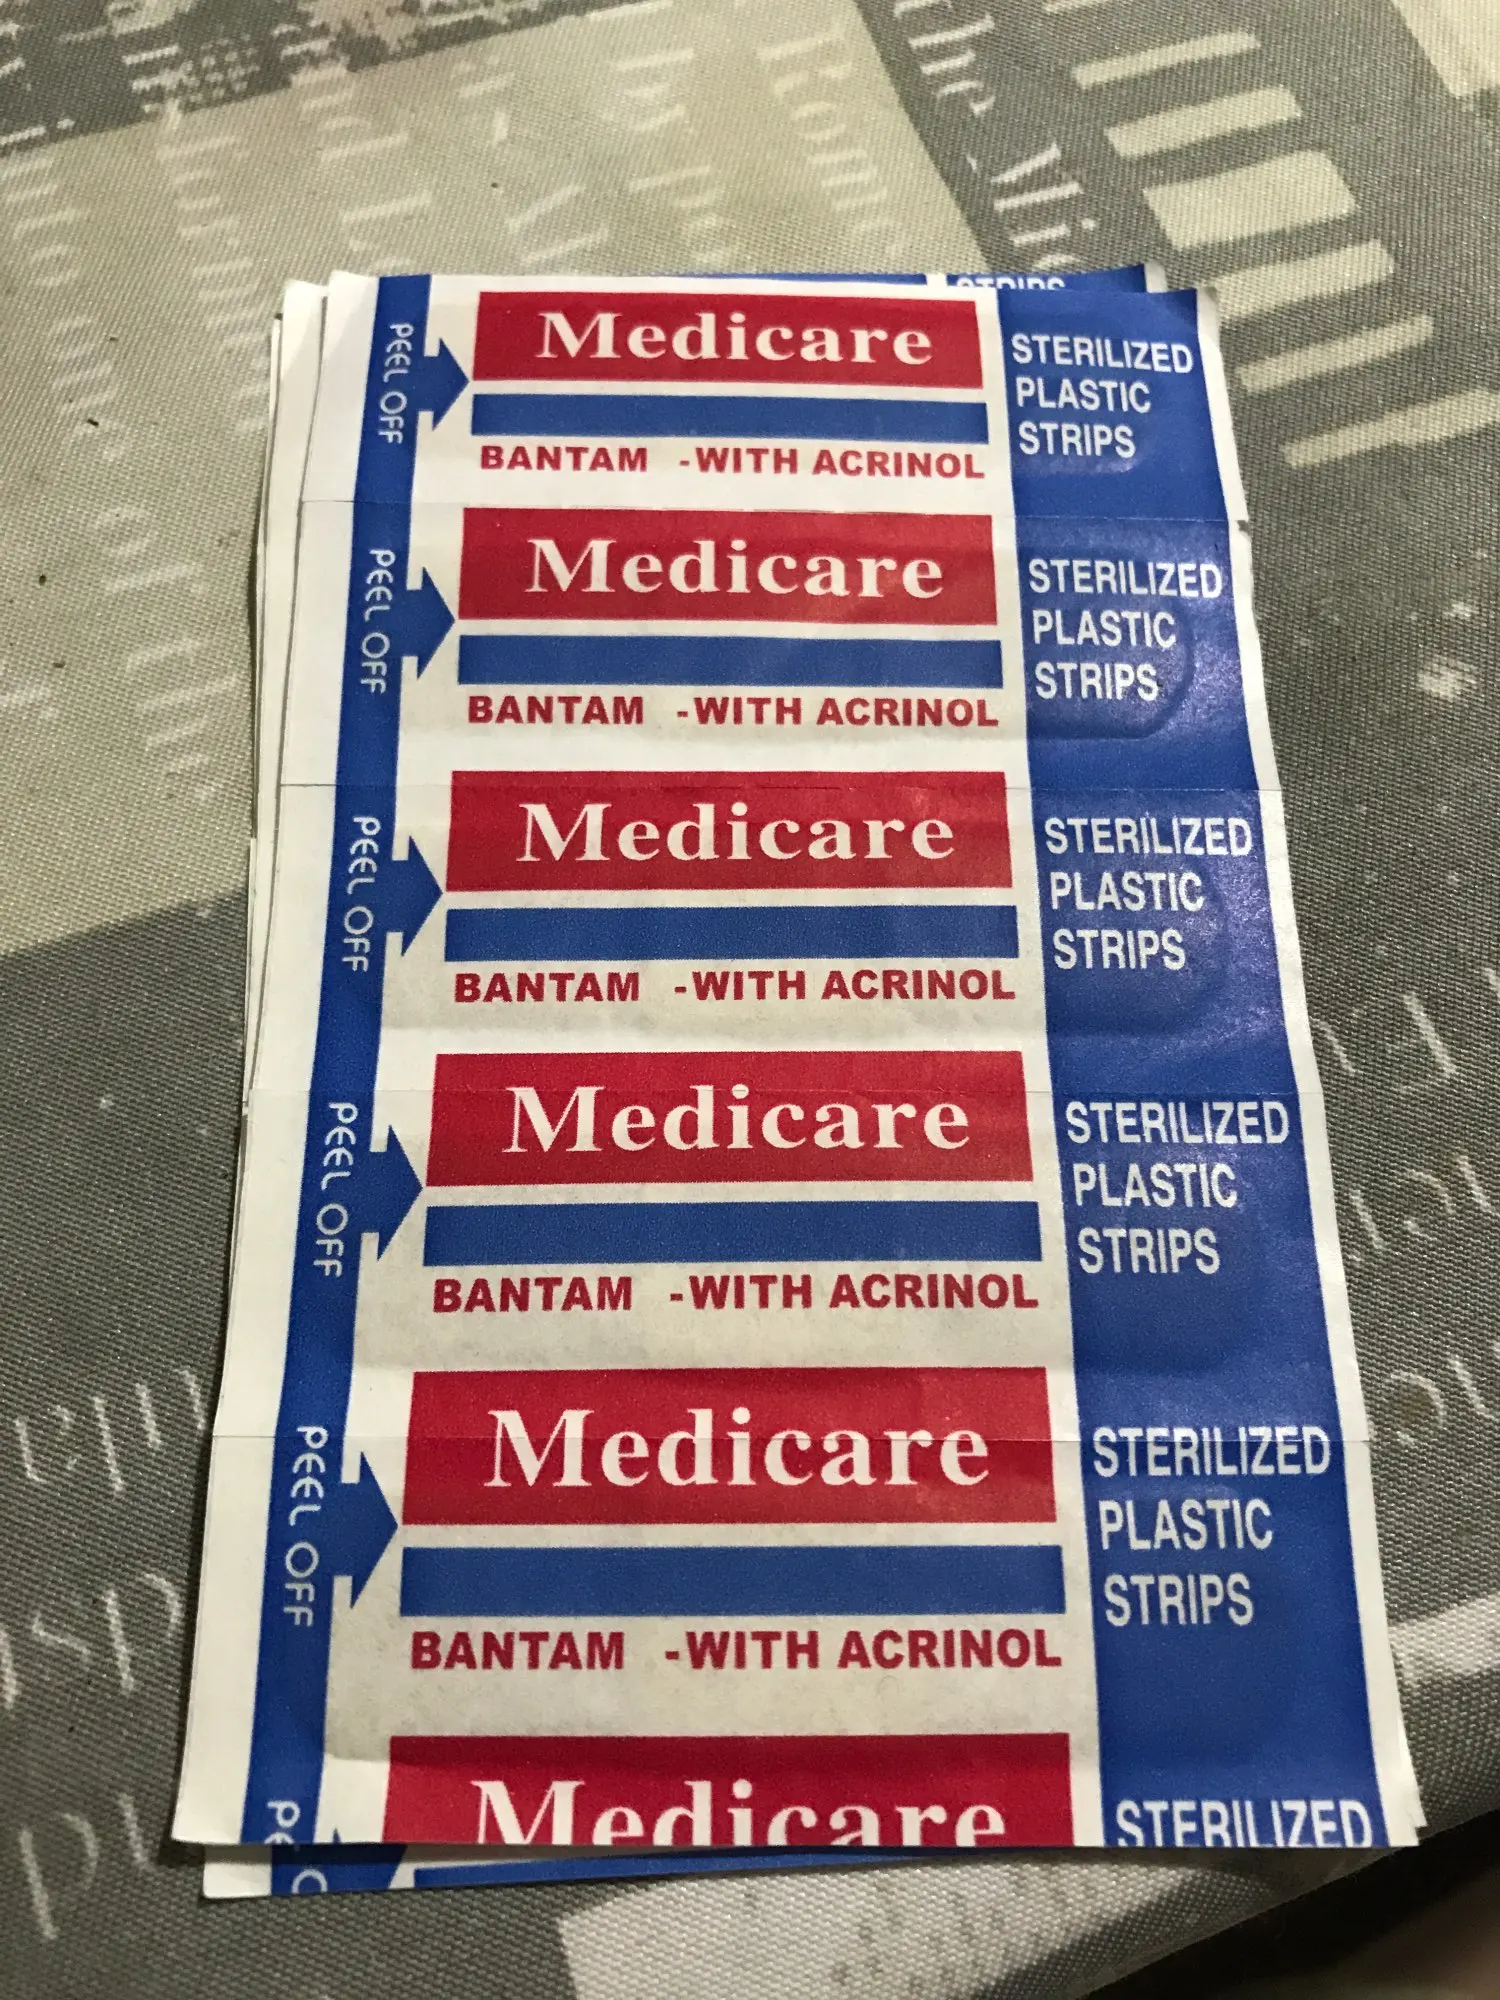 STRIPS
PEEL OFF
Medicare
BANTAM -WITH ACRINOL
STERILIZED
PLASTIC
STRIPS
PEEL OFF
Medicare
BANTAM -WITH ACRINOL
STERILIZED
PLASTIC
STRIPS
PEEL OFF
Medicare
BANTAM -WITH ACRINOL
STERILIZED
PLASTIC
STRIPS
PEEL OFF
Medicare
BANTAM -WITH ACRINOL
STERILIZED
PLASTIC
STRIPS
PEEL OFF
Medicare
BANTAM -WITH ACRINOL
STERILIZED
PLASTIC
STRIPS
Medicare
STERILIZED